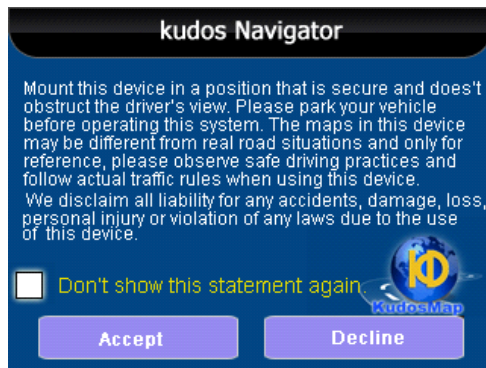 kudos Navigator
Mount this device in a position that is secure and does't
obstruct the driver's view. Please park your vehicle
before operating this system. The maps in this device
may be different from real road situations and only for
reference, please observe safe driving practices and
follow actual traffic rules when using this device.
We disclaim all liability for any accidents, damage, loss,
personal injury or violation of any laws due to the use
of this device.
Don't show this statement again.
KudosMap
Accept
Decline